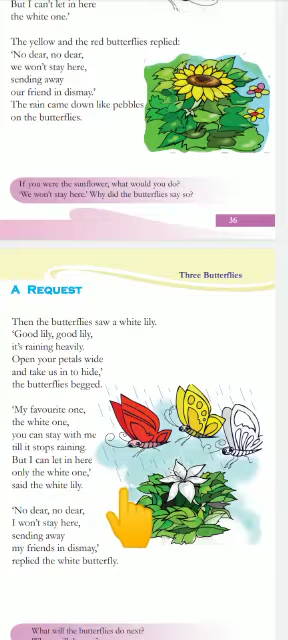 But I can't let in here
the white one.'
The yellow and the red butterflies replied:
'No dear, no dear,
we won't stay here,
sending away
our friend in dismay.'
The rain came down like pebbles
on the butterflies.
If you were the sunflower, what would you do?
'We won't stay here.' Why did the butterflies say so?
36
Three Butterflies
A REQUEST
Then the butterflies saw a white lily.
'Good lily, good lily,
it's raining heavily.
Open your petals wide
and take us in to hide,'
the butterflies begged.
'My favourite one,
the white one,
you can stay with me
till it stops raining.
But I can let in here
only the white one,'
said the white lily.
'No dear, no dear,
I won't stay here,
sending away
my friends in dismay,'
replied the white butterfly.
What will the butterflies do next?